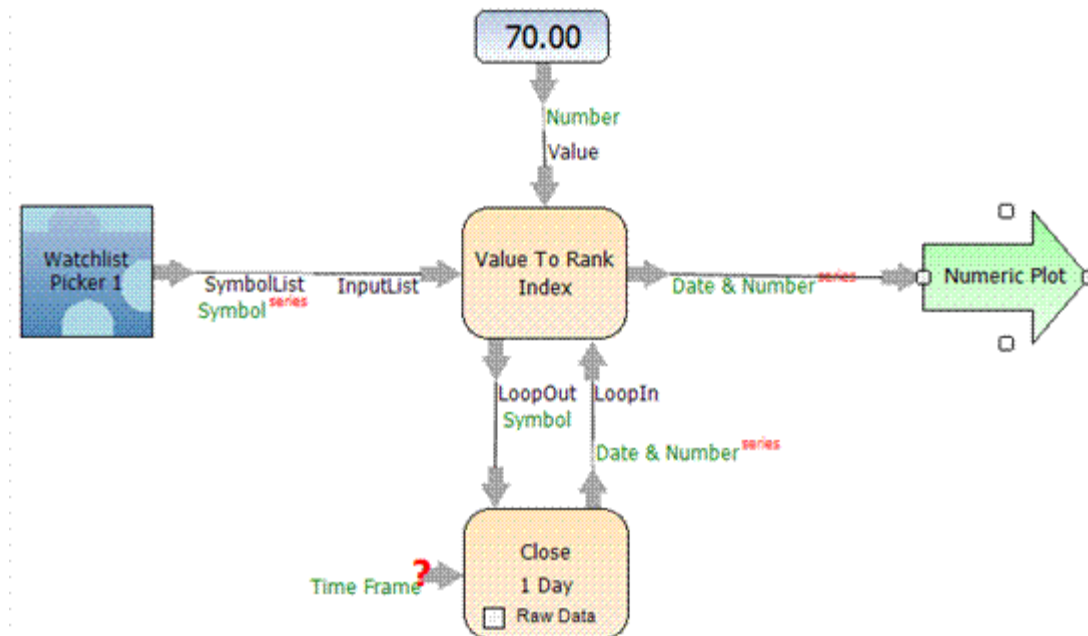 70.00
Number
Value
Watchlist
Picker 1
SymbolList
Symbol series
InputList
Value To Rank
Index
Date & Number series
Numeric Plot
LoopOut
Symbol
LoopIn
Date & Number series
Time Frame ?
Close
1 Day
Raw Data